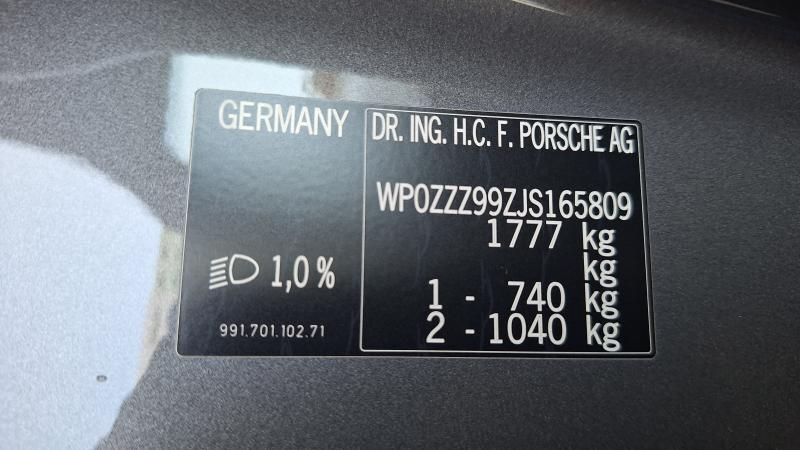 GERMANY
1,0 %
991.701.102.71
DR. ING. H.C. F. PORSCHE AG
WP0ZZZ99ZJS165809
1777 kg
kg
1 - 740 kg
2 - 1040 kg